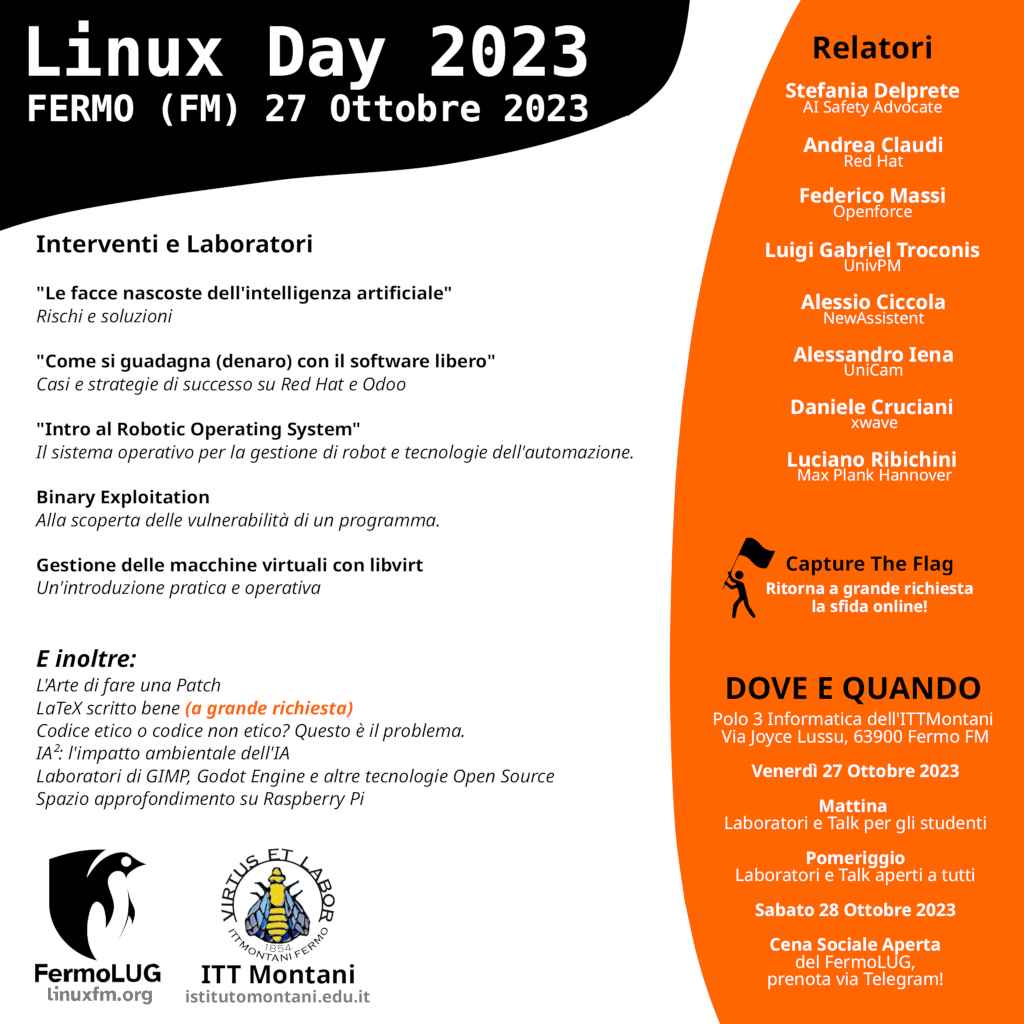 Linux Day 2023
FERMO (FM) 27 Ottobre 2023
Interventi e Laboratori
"Le facce nascoste dell'intelligenza artificiale"
Rischi e soluzioni
"Come si guadagna (denaro) con il software libero"
Casi e strategie di successo su Red Hat e Odoo
"Intro al Robotic Operating System"
Il sistema operativo per la gestione di robot e tecnologie dell'automazione.
Binary Exploitation
Alla scoperta delle vulnerabilità di un programma.
Gestione delle macchine virtuali con libvirt
Un'introduzione pratica e operativa
E inoltre:
L'Arte di fare una Patch
LaTeX scritto bene (a grande richiesta)
Codice etico o codice non etico? Questo è il problema.
IA²: l'impatto ambientale dell'IA
Laboratori di GIMP, Godot Engine e altre tecnologie Open Source
Spazio approfondimento su Raspberry Pi
FermoLUG
linuxfm.org
VIRTUS ET LABOR
1854
ITTMONTANI FERMO
ITT Montani
istitutomontani.edu.it
Relatori
Stefania Delprete
AI Safety Advocate
Andrea Claudi
Red Hat
Federico Massi
Openforce
Luigi Gabriel Troconis
UnivPM
Alessio Ciccola
NewAssistent
Alessandro Iena
UniCam
Daniele Cruciani
xwave
Luciano Ribichini
Max Plank Hannover
Capture The Flag
Ritorna a grande richiesta
la sfida online!
DOVE E QUANDO
Polo 3 Informatica dell'ITTMontani
Via Joyce Lussu, 63900 Fermo FM
Venerdì 27 Ottobre 2023
Mattina
Laboratori e Talk per gli studenti
Pomeriggio
Laboratori e Talk aperti a tutti
Sabato 28 Ottobre 2023
Cena Sociale Aperta
del FermoLUG,
prenota via Telegram!